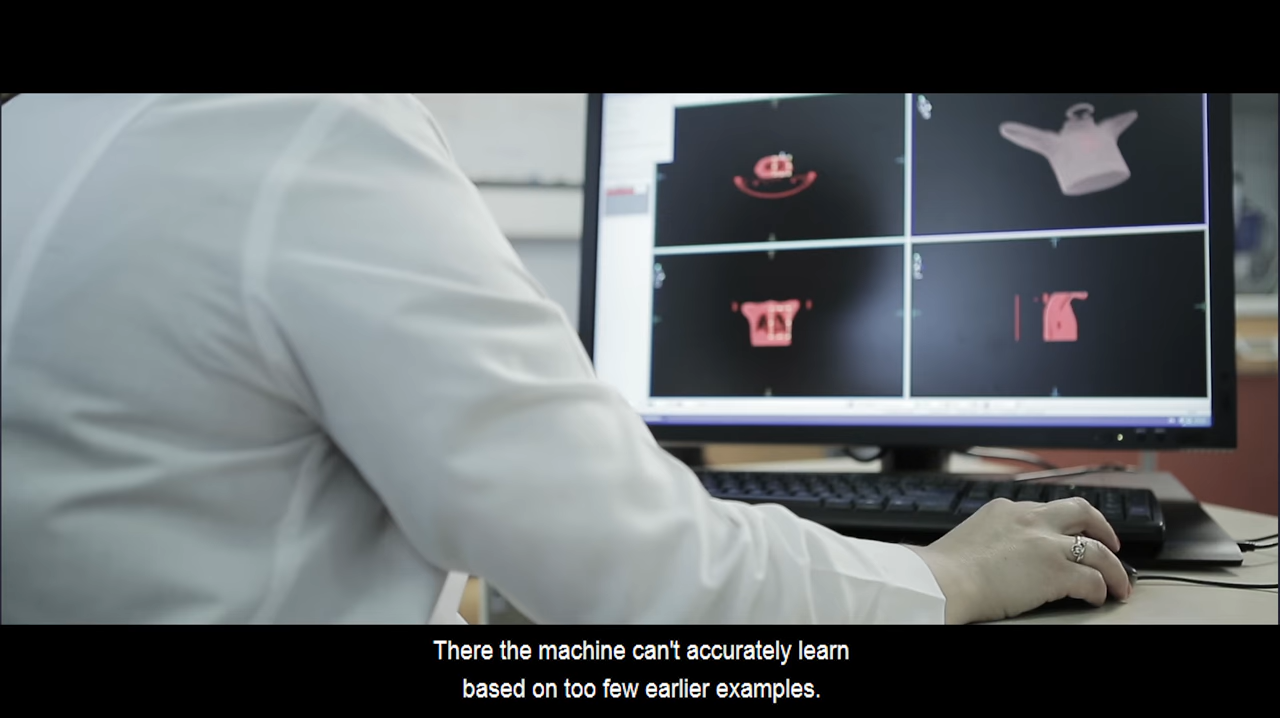 There the machine can't accurately learn
based on too few earlier examples.